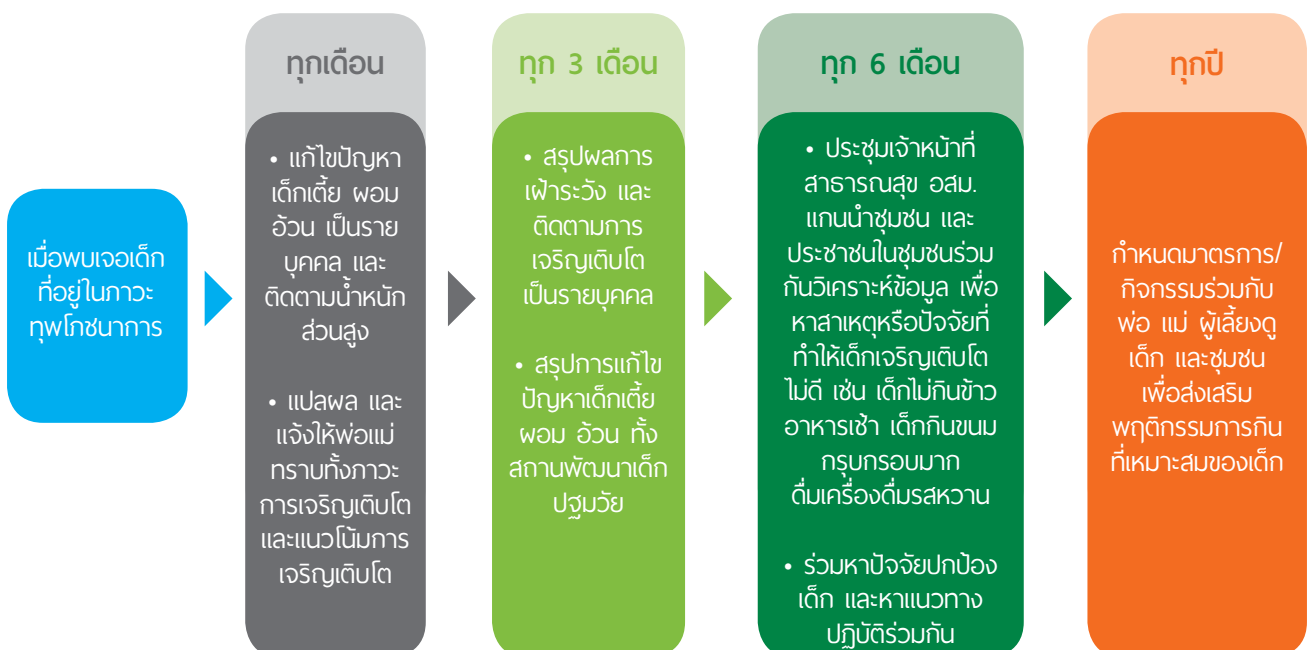 เมื่อพบเจอเด็ก
ที่อยู่ในภาวะ
ทุพโภชนาการ
ทุกเดือน
• แก้ไขปัญหา
เด็กเตี้ย ผอม
อ้วน เป็นราย
บุคคล และ
ติดตามน้ำหนัก
ส่วนสูง
• แปลผล และ
แจ้งให้พ่อแม่
ทราบทั้งภาวะ
การเจริญเติบโต
และแนวโน้มการ
เจริญเติบโต
ทุก 3 เดือน
• สรุปผลการ
เฝ้าระวัง และ
ติดตามการ
เจริญเติบโต
เป็นรายบุคคล
• สรุปการแก้ไข
ปัญหาเด็กเตี้ย
ผอม อ้วน ทั้ง
สถานพัฒนาเด็ก
ปฐมวัย
ทุก 6 เดือน
• ประชุมเจ้าหน้าที่
สาธารณสุข อสม.
แกนนำชุมชน และ
ประชาชนในชุมชนร่วม
กันวิเคราะห์ข้อมูล เพื่อ
หาสาเหตุหรือปัจจัยที่
ทำให้เด็กเจริญเติบโต
ไม่ดี เช่น เด็กไม่กินข้าว
อาหารเช้า เด็กกินขนม
กรุบกรอบมาก
ดื่มเครื่องดื่มรสหวาน
• ร่วมหาปัจจัยปกป้อง
เด็ก และหาแนวทาง
ปฏิบัติร่วมกัน
ทุกปี
กำหนดมาตรการ/
กิจกรรมร่วมกับ
พ่อ แม่ ผู้เลี้ยงดู
เด็ก และชุมชน
เพื่อส่งเสริม
พฤติกรรมการกิน
ที่เหมาะสมของเด็ก